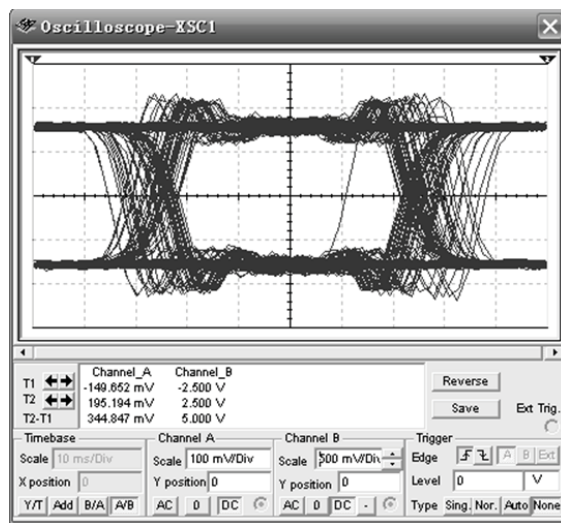 Oscilloscope-XSC1
1 2
Channel_A Channel_B
T1 -149.652 mV -2.500 V
T2 195.194 mV 2.500 V
T2-T1 344.847 mV 5.000 V
Reverse
Save
Ext Trig.
Timebase Channel A Channel B Trigger
Scale 10 ms/Div Scale 100 mV/Div Scale 500 mV/Div Edge A B Ext
X position 0 Y position 0 Y position 0 Level 0 V
Y/T Add B/A A/B AC 0 DC AC 0 DC - Type Sing. Nor. Auto None